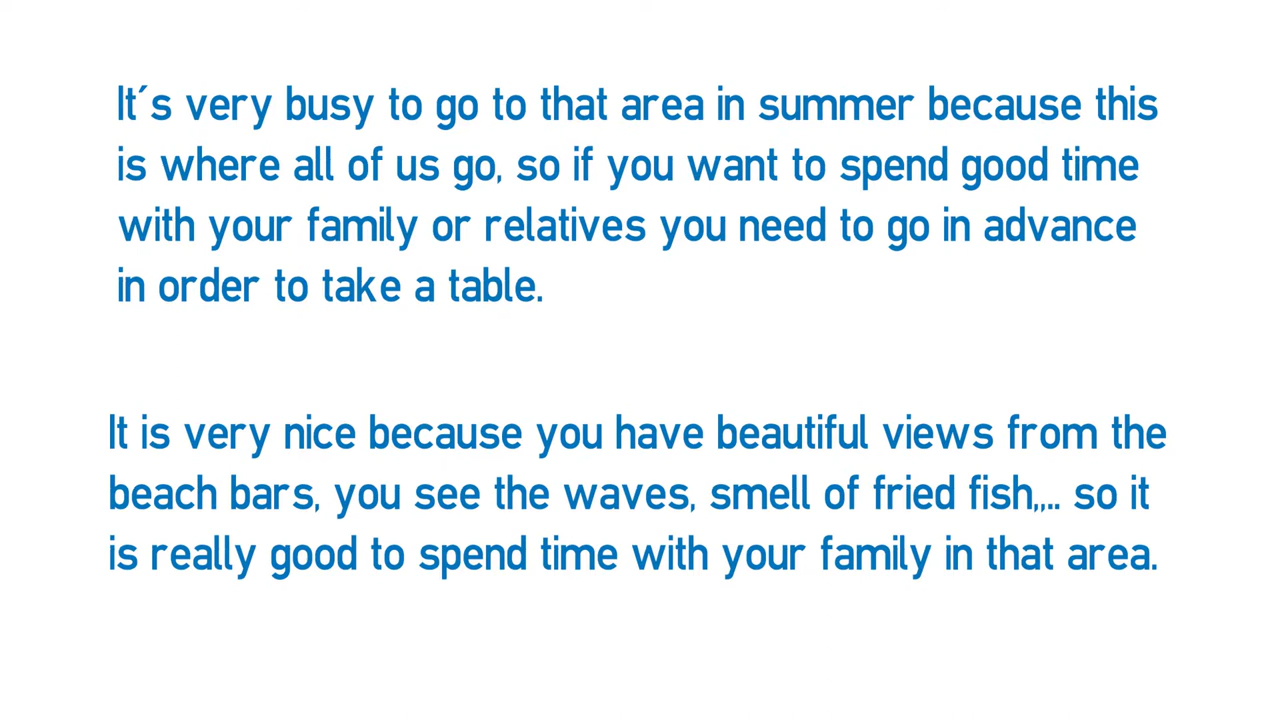 It´s very busy to go to that area in summer because this
is where all of us go, so if you want to spend good time
with your family or relatives you need to go in advance
in order to take a table.
It is very nice because you have beautiful views from the
beach bars, you see the waves, smell of fried fish,,,.. so it
is really good to spend time with your family in that area.